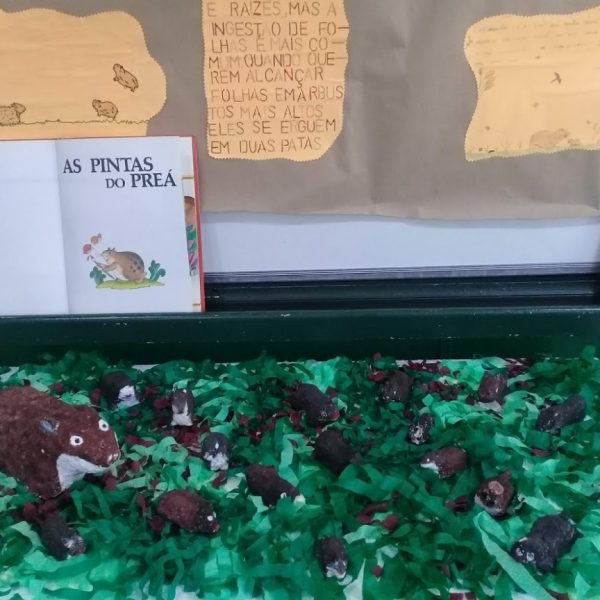 E RAÍZES, MAS A
INGESTÃO DE FO-
LHAS É MAIS CO-
MUM. QUANDO QUE-
REM ALCANÇAR
FOLHAS EM ARBUS
TOS MAIS ALTOS
ELES SE ERGUEM
EM DUAS PATAS
AS PINTAS
DO PREÁ